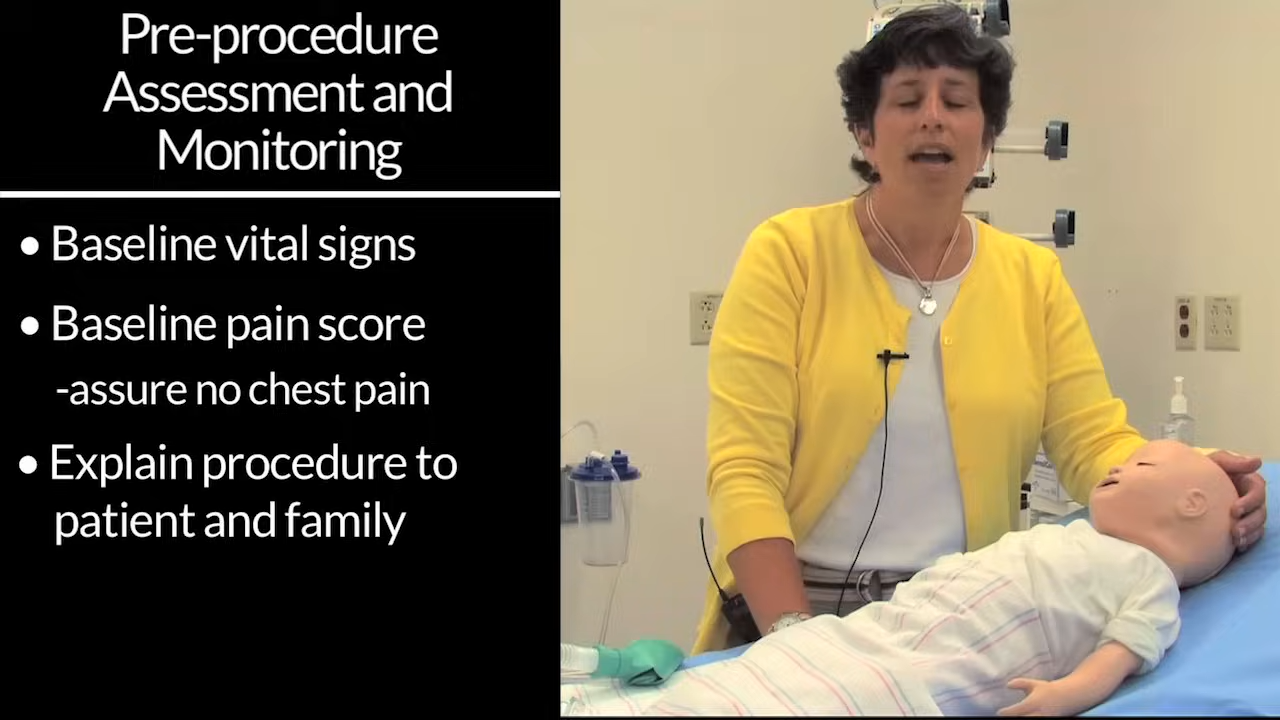 Pre-procedure
Assessment and
Monitoring
• Baseline vital signs
• Baseline pain score
-assure no chest pain
• Explain procedure to
patient and family